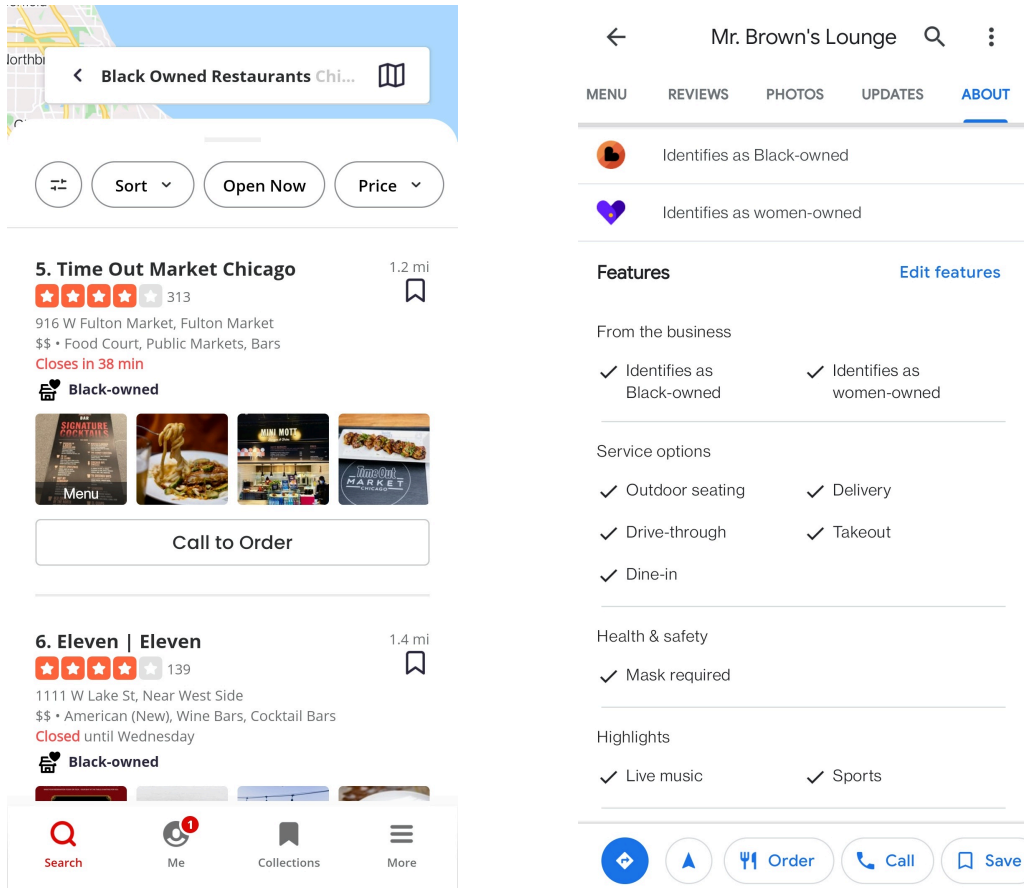 Northbr
Black Owned Restaurants Chi...
Sort
Open Now
Price
5. Time Out Market Chicago
1.2 mi
313
916 W Fulton Market, Fulton Market
$$ • Food Court, Public Markets, Bars
Closes in 38 min
Black-owned
BAR
SIGNATURE
COCKTAILS
Menu
MINI MOTT
Time Out
MARKET
CHICAGO
Call to Order
6. Eleven | Eleven
1.4 mi
139
1111 W Lake St, Near West Side
$$ • American (New), Wine Bars, Cocktail Bars
Closed until Wednesday
Black-owned
1
Search
Me
Collections
More
Mr. Brown's Lounge
MENU
REVIEWS
PHOTOS
UPDATES
ABOUT
Identifies as Black-owned
Identifies as women-owned
Features
Edit features
From the business
Identifies as
Black-owned
Identifies as
women-owned
Service options
Outdoor seating
Delivery
Drive-through
Takeout
Dine-in
Health & safety
Mask required
Highlights
Live music
Sports
Order
Call
Save